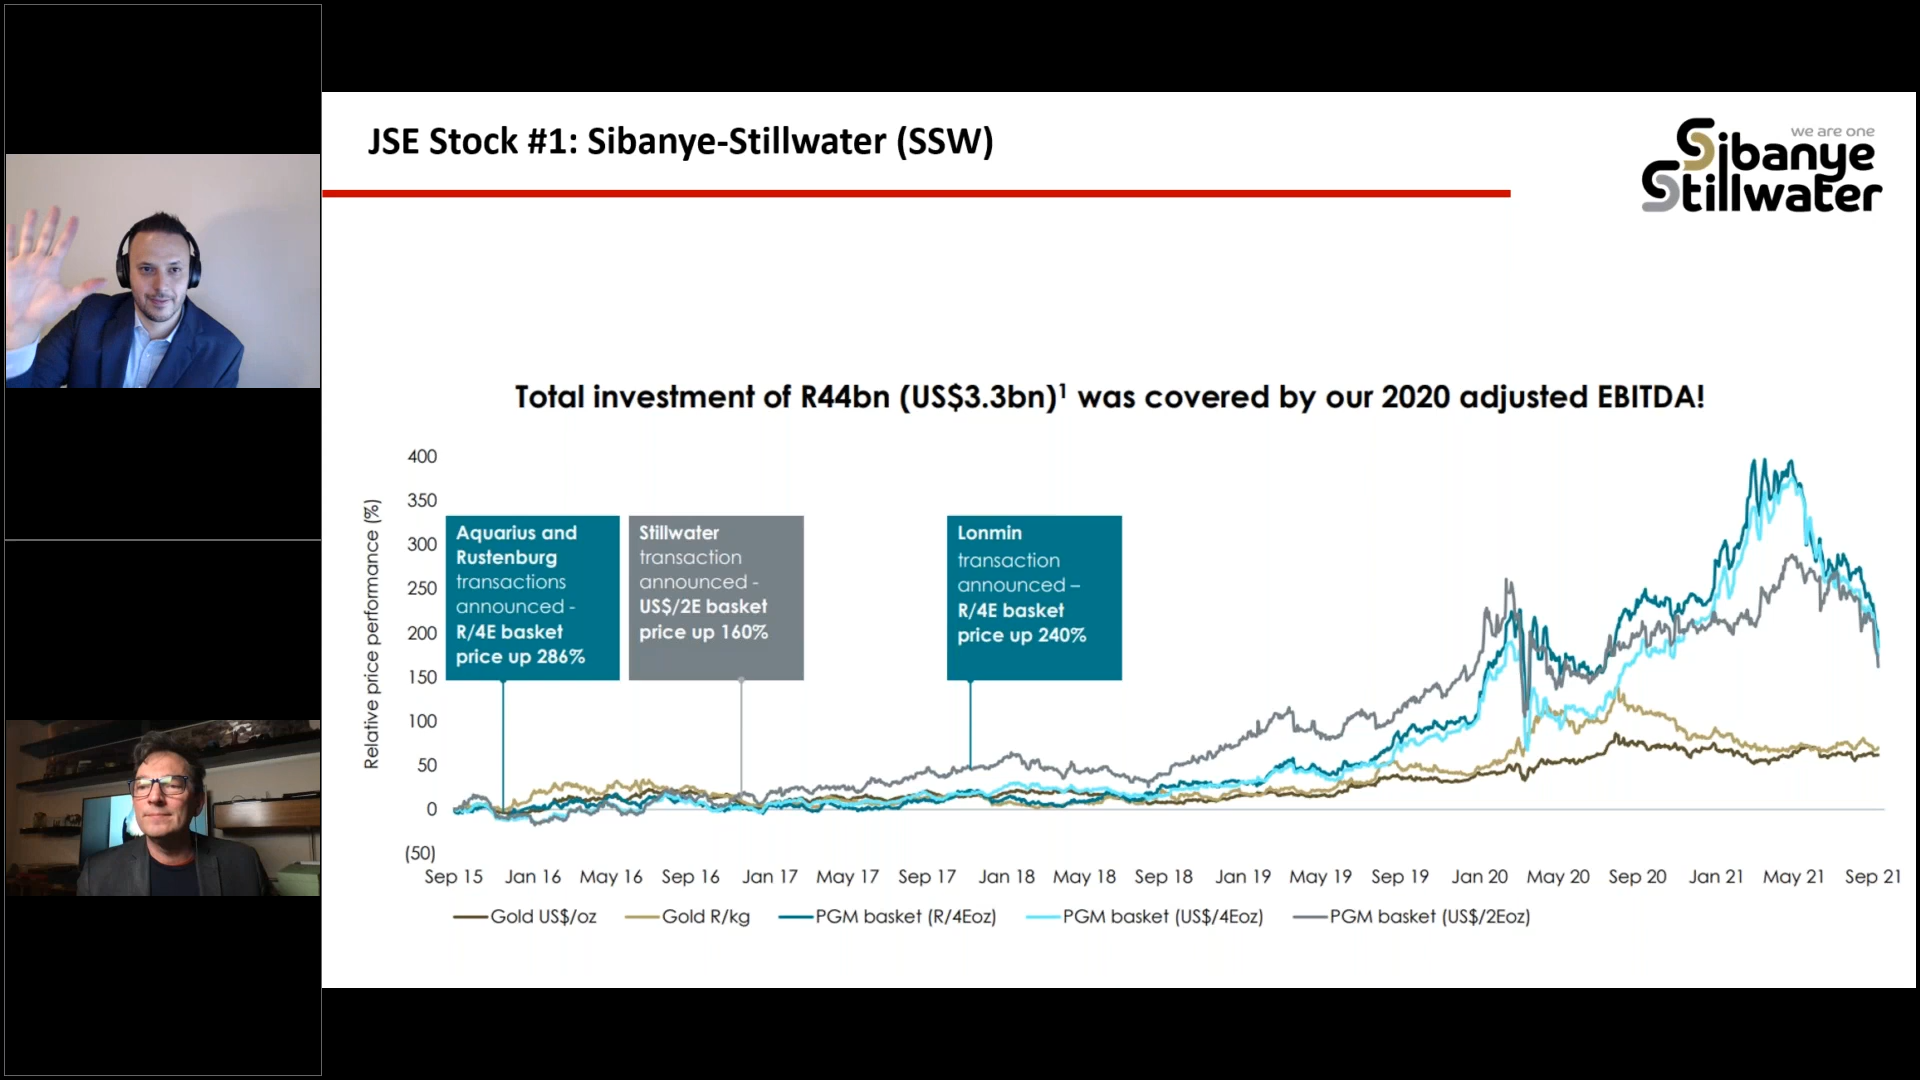 JSE Stock #1: Sibanye-Stillwater (SSW)
we are one
Sibanye
Stillwater
Total investment of R44bn (US$3.3bn)¹ was covered by our 2020 adjusted EBITDA!
Relative price performance (%)
400
350
300
250
200
150
100
50
0
(50)
Aquarius and
Rustenburg
transactions
announced -
R/4E basket
price up 286%
Stillwater
transaction
announced -
US$/2E basket
price up 160%
Lonmin
transaction
announced –
R/4E basket
price up 240%
Sep 15 Jan 16 May 16 Sep 16 Jan 17 May 17 Sep 17 Jan 18 May 18 Sep 18 Jan 19 May 19 Sep 19 Jan 20 May 20 Sep 20 Jan 21 May 21 Sep 21
Gold US$/oz Gold R/kg PGM basket (R/4Eoz) PGM basket (US$/4Eoz) PGM basket (US$/2Eoz)